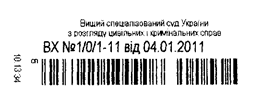 Вищий спеціалізований суд України
з розгляду цивільних і кримінальних справ
ВХ №1/0/1-11 від 04.01.2011
10:13:34